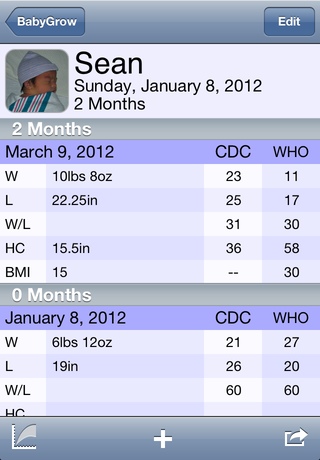 BabyGrow Edit
Sean
Sunday, January 8, 2012
2 Months
2 Months
March 9, 2012 CDC WHO
W 10lbs 8oz 23 11
L 22.25in 25 17
W/L 31 30
HC 15.5in 36 58
BMI 15 -- 30
0 Months
January 8, 2012 CDC WHO
W 6lbs 12oz 21 27
L 19in 26 20
W/L 60 60
HC